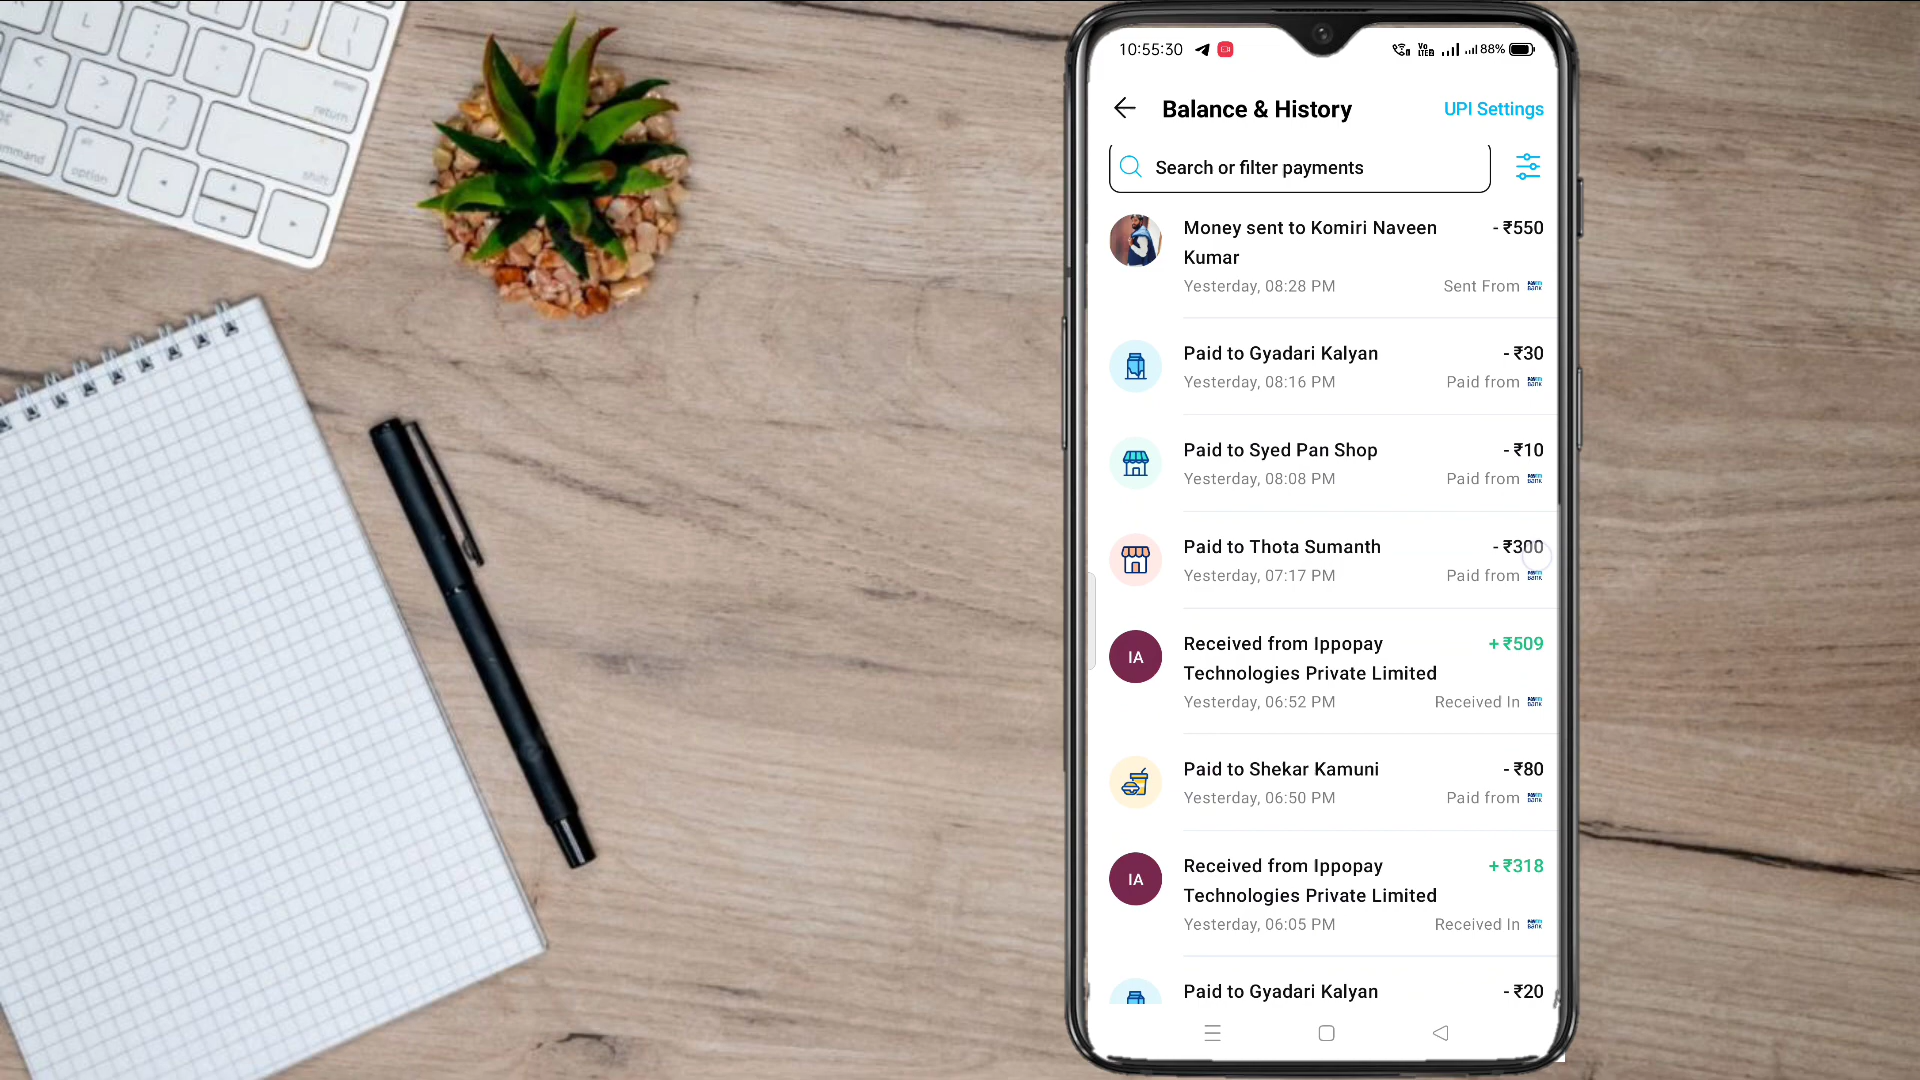 10:55:30
88%
Balance & History
UPI Settings
Search or filter payments
Money sent to Komiri Naveen
Kumar
- ₹550
Yesterday, 08:28 PM
Sent From
Paid to Gyadari Kalyan
- ₹30
Yesterday, 08:16 PM
Paid from
Paid to Syed Pan Shop
- ₹10
Yesterday, 08:08 PM
Paid from
Paid to Thota Sumanth
- ₹300
Yesterday, 07:17 PM
Paid from
IA
Received from Ippopay
Technologies Private Limited
+ ₹509
Yesterday, 06:52 PM
Received In
Paid to Shekar Kamuni
- ₹80
Yesterday, 06:50 PM
Paid from
IA
Received from Ippopay
Technologies Private Limited
+ ₹318
Yesterday, 06:05 PM
Received In
Paid to Gyadari Kalyan
- ₹20
return
shift
option